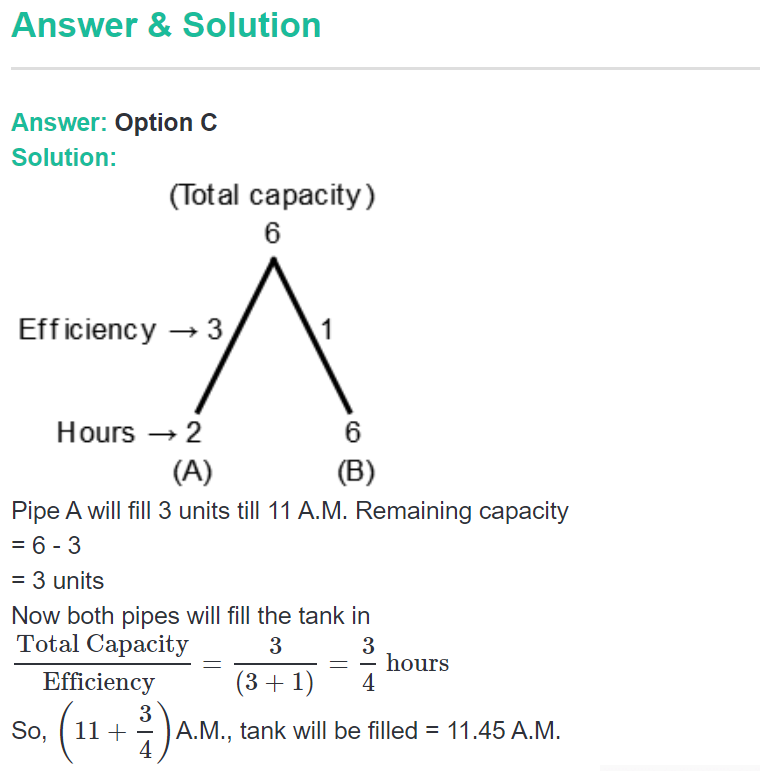 Answer & Solution
Answer: Option C
Solution:
(Total capacity)
6
Efficiency → 3 1
Hours → 2 6
(A) (B)
Pipe A will fill 3 units till 11 A.M. Remaining capacity
= 6 - 3
= 3 units
Now both pipes will fill the tank in
Total Capacity / Efficiency = 3 / (3 + 1) = 3 / 4 hours
So, (11 + 3 / 4) A.M., tank will be filled = 11.45 A.M.